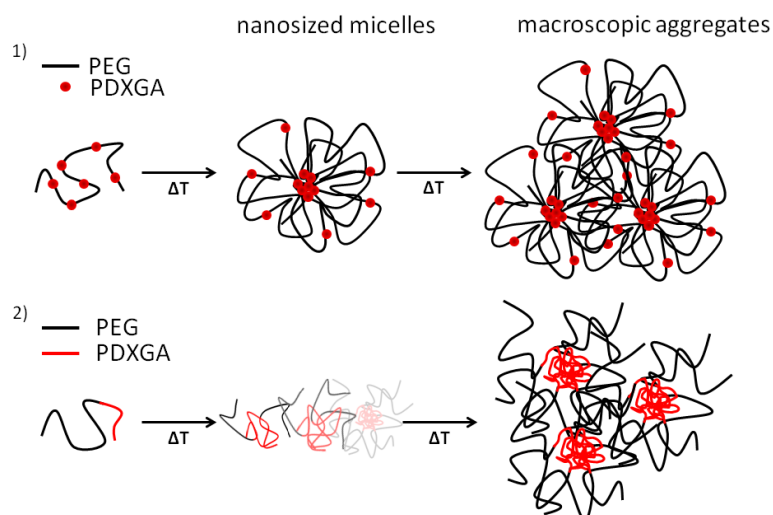 nanosized micelles
macroscopic aggregates
1)
PEG
PDXGA
ΔT
ΔT
2)
PEG
PDXGA
ΔT
ΔT